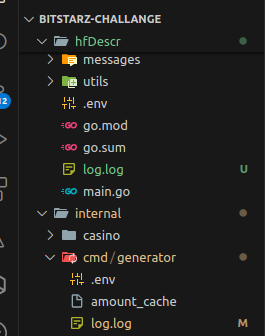 BITSTARZ-CHALLANGE
hfDescr
messages
utils
.env
go.mod
go.sum
log.log U
main.go
internal
casino
cmd / generator
.env
amount_cache
log.log M
12